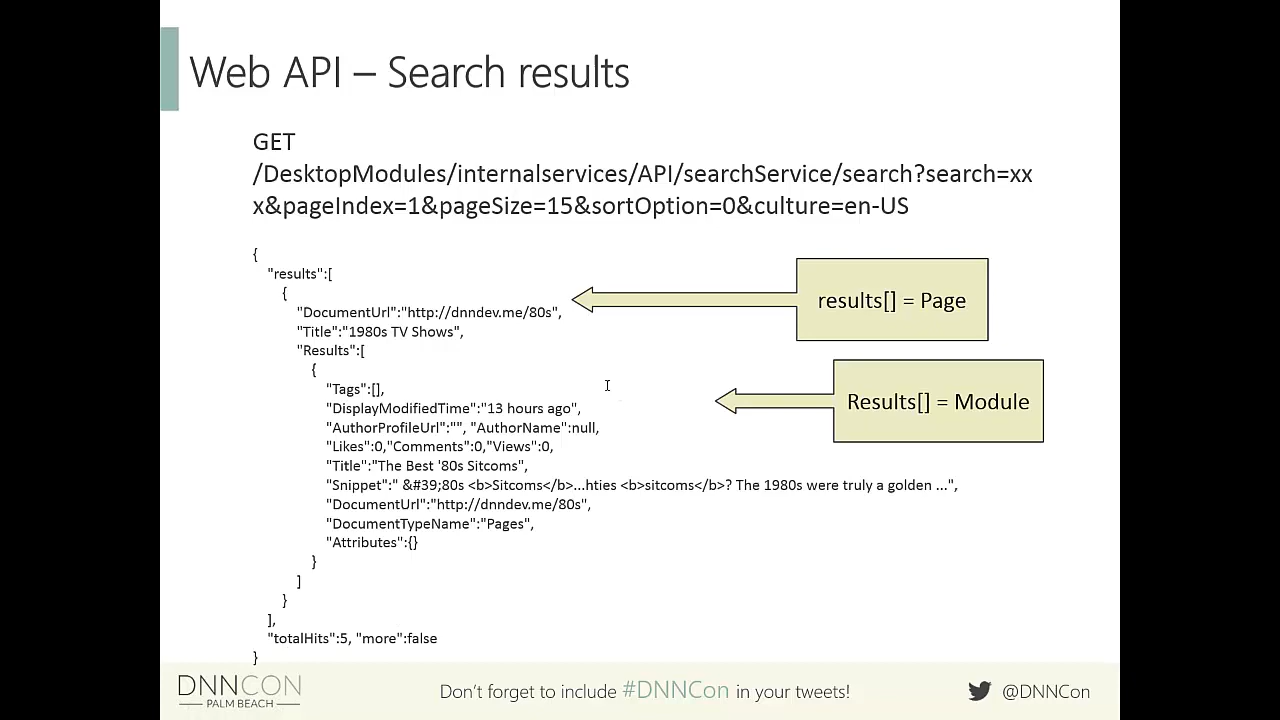 Web API – Search results
GET
/DesktopModules/internalservices/API/searchService/search?search=xx
x&pageIndex=1&pageSize=15&sortOption=0&culture=en-US
{
"results":[
{
"DocumentUrl":"http://dnndev.me/80s",
"Title":"1980s TV Shows",
"Results":[
{
"Tags":[],
"DisplayModifiedTime":"13 hours ago",
"AuthorProfileUrl":"", "AuthorName":null,
"Likes":0,"Comments":0,"Views":0,
"Title":"The Best '80s Sitcoms",
"Snippet":" &#39;80s <b>Sitcoms</b>...hties <b>sitcoms</b>? The 1980s were truly a golden ...",
"DocumentUrl":"http://dnndev.me/80s",
"DocumentTypeName":"Pages",
"Attributes":{}
}
]
}
],
"totalHits":5, "more":false
}
results[] = Page
Results[] = Module
DNNCON
PALM BEACH
Don't forget to include #DNNCon in your tweets!
@DNNCon